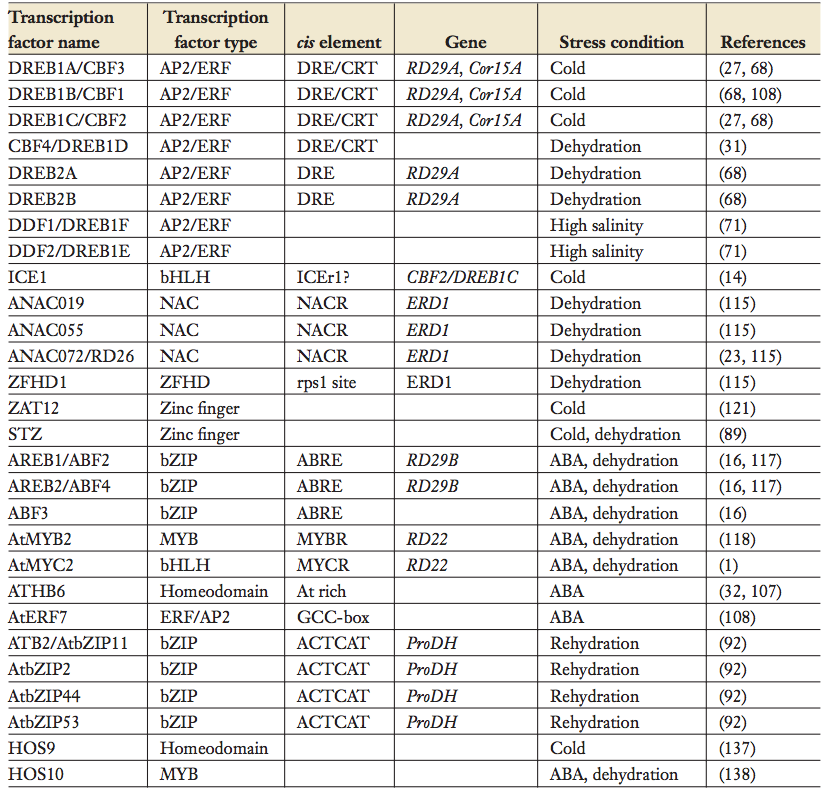 Transcription factor name Transcription factor type cis element Gene Stress condition References
DREB1A/CBF3 AP2/ERF DRE/CRT RD29A, Cor15A Cold (27, 68)
DREB1B/CBF1 AP2/ERF DRE/CRT RD29A, Cor15A Cold (68, 108)
DREB1C/CBF2 AP2/ERF DRE/CRT RD29A, Cor15A Cold (27, 68)
CBF4/DREB1D AP2/ERF DRE/CRT Dehydration (31)
DREB2A AP2/ERF DRE RD29A Dehydration (68)
DREB2B AP2/ERF DRE RD29A Dehydration (68)
DDF1/DREB1F AP2/ERF High salinity (71)
DDF2/DREB1E AP2/ERF High salinity (71)
ICE1 bHLH ICEr1? CBF2/DREB1C Cold (14)
ANAC019 NAC NACR ERD1 Dehydration (115)
ANAC055 NAC NACR ERD1 Dehydration (115)
ANAC072/RD26 NAC NACR ERD1 Dehydration (23, 115)
ZFHD1 ZFHD rps1 site ERD1 Dehydration (115)
ZAT12 Zinc finger Cold (121)
STZ Zinc finger Cold, dehydration (89)
AREB1/ABF2 bZIP ABRE RD29B ABA, dehydration (16, 117)
AREB2/ABF4 bZIP ABRE RD29B ABA, dehydration (16, 117)
ABF3 bZIP ABRE ABA, dehydration (16)
AtMYB2 MYB MYBR RD22 ABA, dehydration (118)
AtMYC2 bHLH MYCR RD22 ABA, dehydration (1)
ATHB6 Homeodomain At rich ABA (32, 107)
AtERF7 ERF/AP2 GCC-box ABA (108)
ATB2/AtbZIP11 bZIP ACTCAT ProDH Rehydration (92)
AtbZIP2 bZIP ACTCAT ProDH Rehydration (92)
AtbZIP44 bZIP ACTCAT ProDH Rehydration (92)
AtbZIP53 bZIP ACTCAT ProDH Rehydration (92)
HOS9 Homeodomain Cold (137)
HOS10 MYB ABA, dehydration (138)